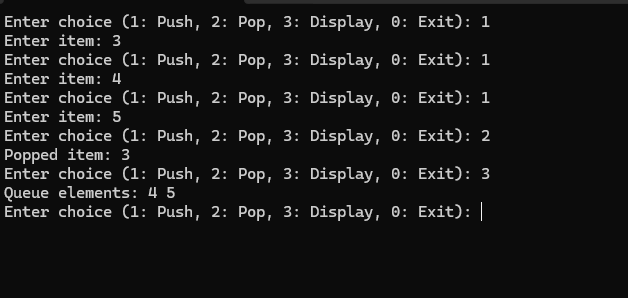 Enter choice (1: Push, 2: Pop, 3: Display, 0: Exit): 1
Enter item: 3
Enter choice (1: Push, 2: Pop, 3: Display, 0: Exit): 1
Enter item: 4
Enter choice (1: Push, 2: Pop, 3: Display, 0: Exit): 1
Enter item: 5
Enter choice (1: Push, 2: Pop, 3: Display, 0: Exit): 2
Popped item: 3
Enter choice (1: Push, 2: Pop, 3: Display, 0: Exit): 3
Queue elements: 4 5
Enter choice (1: Push, 2: Pop, 3: Display, 0: Exit):